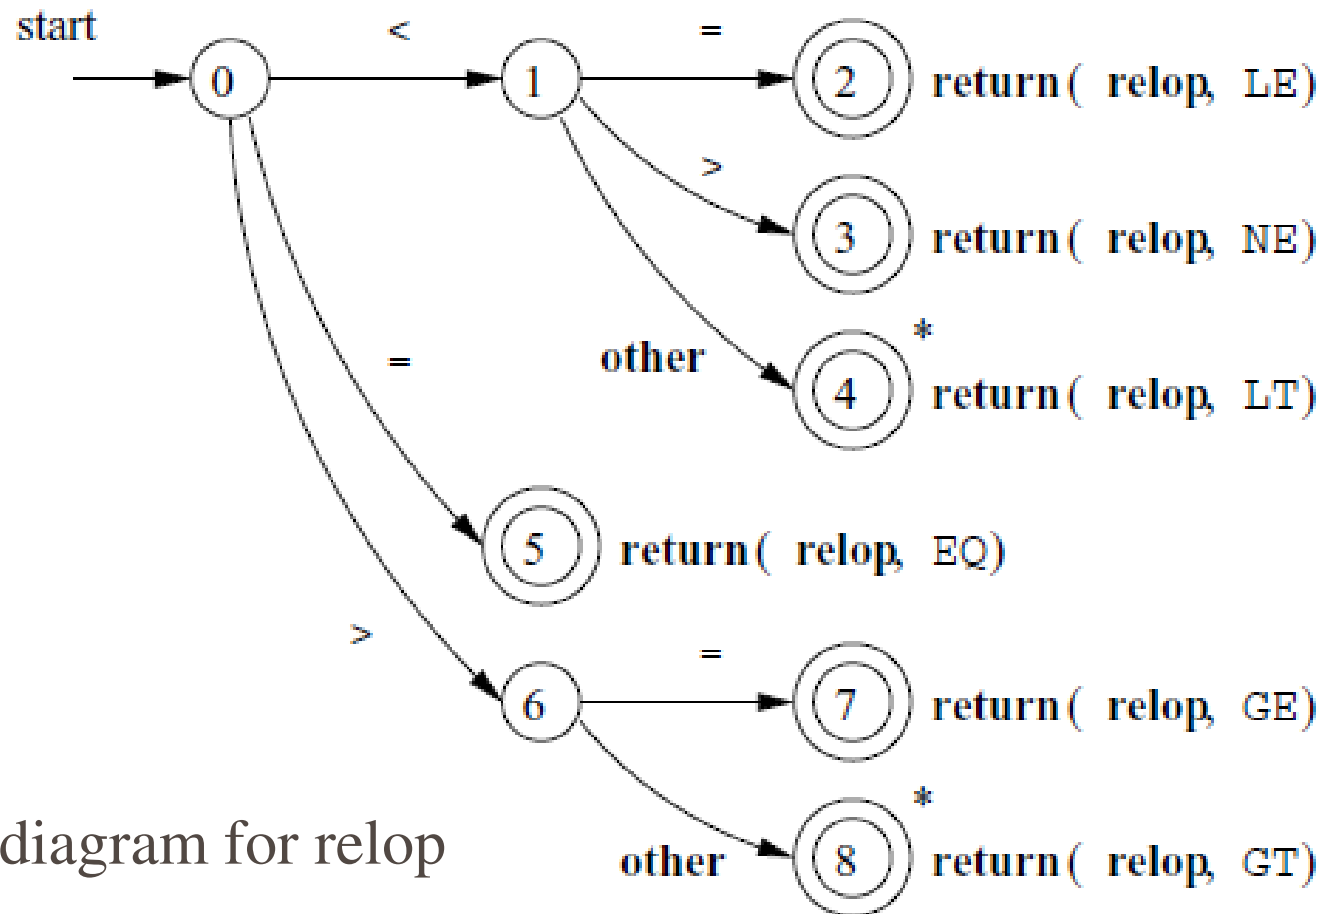 start
<
=
0
1
2
return( relop, LE)
>
3
return( relop, NE)
*
other
4
return( relop, LT)
=
5
return( relop, EQ)
>
=
6
7
return( relop, GE)
*
other
8
return( relop, GT)
diagram for relop